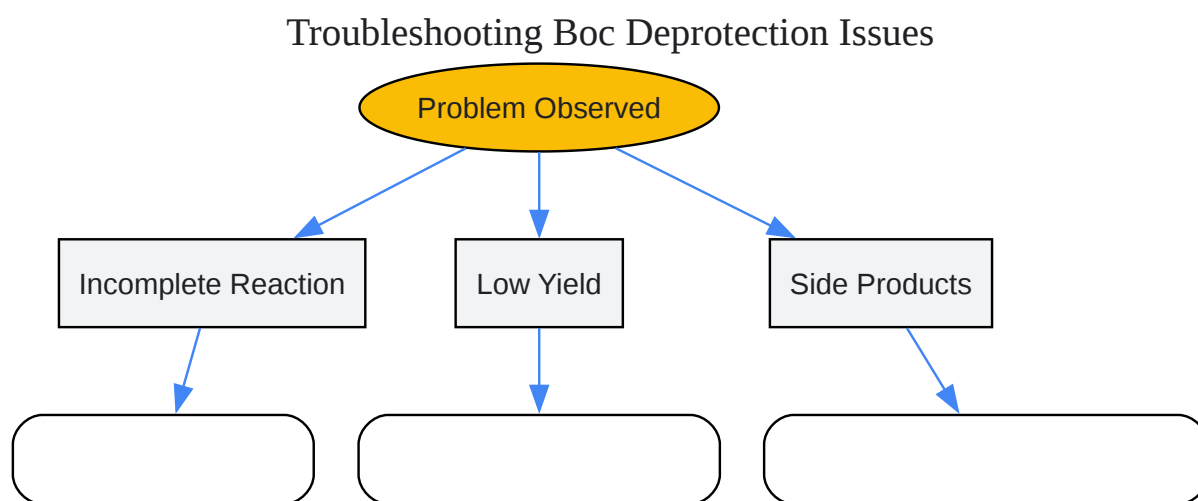 Troubleshooting Boc Deprotection Issues
Problem Observed
Incomplete Reaction
Low Yield
Side Products